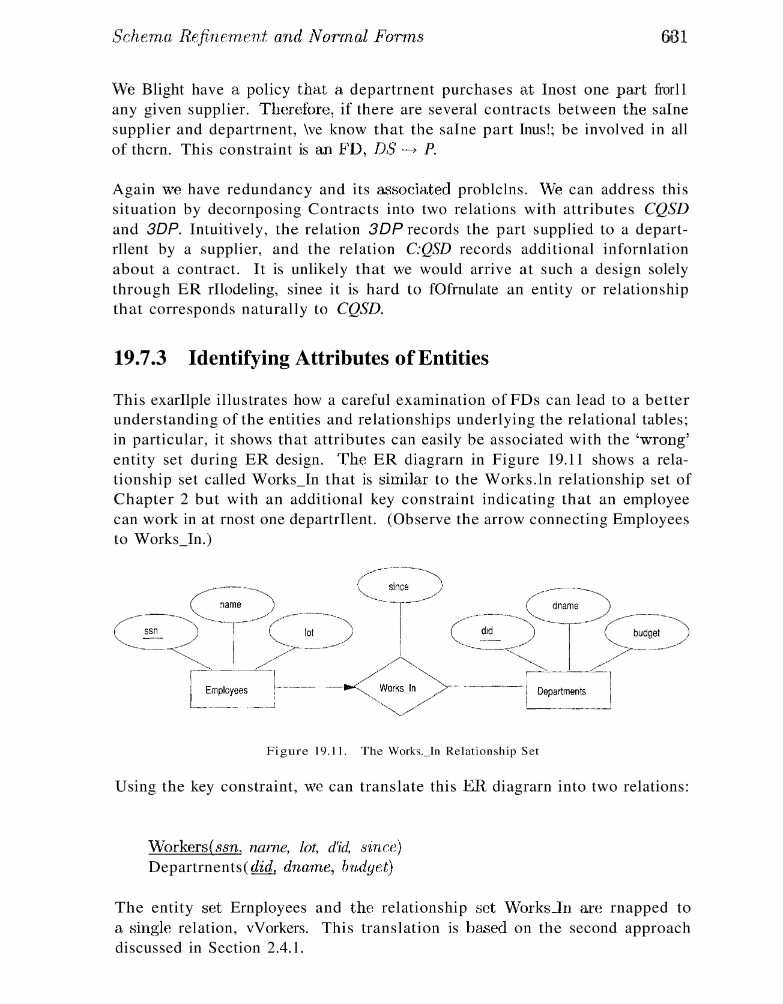 Schema Refinement and Normal Forms 631
We Blight have a policy that a departrnent purchases at Inost one part frorl1
any given supplier. Therefore, if there are several contracts between the saIne
supplier and departrnent, \ve know that the saIne part Inus!; be involved in all
of thcrn. This constraint is an FD, DS → P.
Again we have redundancy and its associated problclns. We can address this
situation by decornposing Contracts into two relations with attributes CQSD
and 3DP. Intuitively, the relation 3DP records the part supplied to a depart-
rllent by a supplier, and the relation C:QSD records additional infornlation
about a contract. It is unlikely that we would arrive at such a design solely
through ER rIlodeling, sinee it is hard to fOfrnulate an entity or relationship
that corresponds naturally to CQSD.
19.7.3 Identifying Attributes of Entities
This exarIlple illustrates how a careful examination of FDs can lead to a better
understanding of the entities and relationships underlying the relational tables;
in particular, it shows that attributes can easily be associated with the 'wrong'
entity set during ER design. The ER diagrarn in Figure 19.11 shows a rela-
tionship set called Works_In that is similar to the Works.ln relationship set of
Chapter 2 but with an additional key constraint indicating that an employee
can work in at rnost one departrIlent. (Observe the arrow connecting Employees
to Works_In.)
since
name
dname
ssn
lot
did
budget
Employees
Works_In
Departments
Figure 19.11. The Works._In Relationship Set
Using the key constraint, we can translate this ER diagrarn into two relations:
Workers(ssn, narne, lot, d'id, since)
Departrnents(did, dname, budget)
The entity set Ernployees and the relationship set Works_In are rnapped to
a single relation, vVorkers. This translation is based on the second approach
discussed in Section 2.4.1.